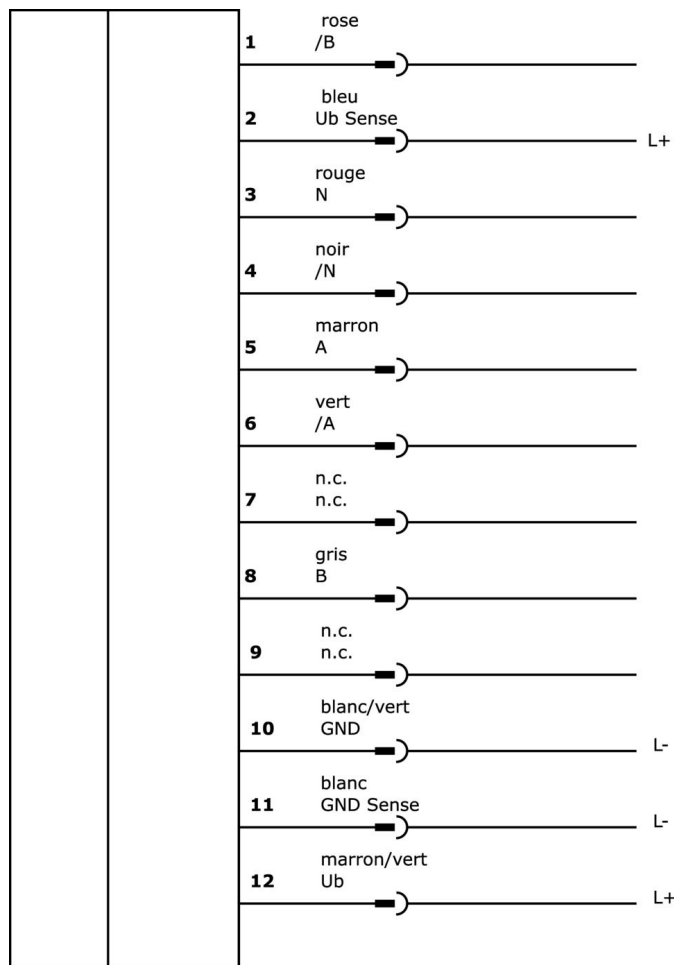 rose
1 /B
bleu
2 Ub Sense
L+
rouge
3 N
noir
4 /N
marron
5 A
vert
6 /A
n.c.
7 n.c.
gris
8 B
n.c.
9 n.c.
blanc/vert
10 GND
L-
blanc
11 GND Sense
L-
marron/vert
12 Ub
L+